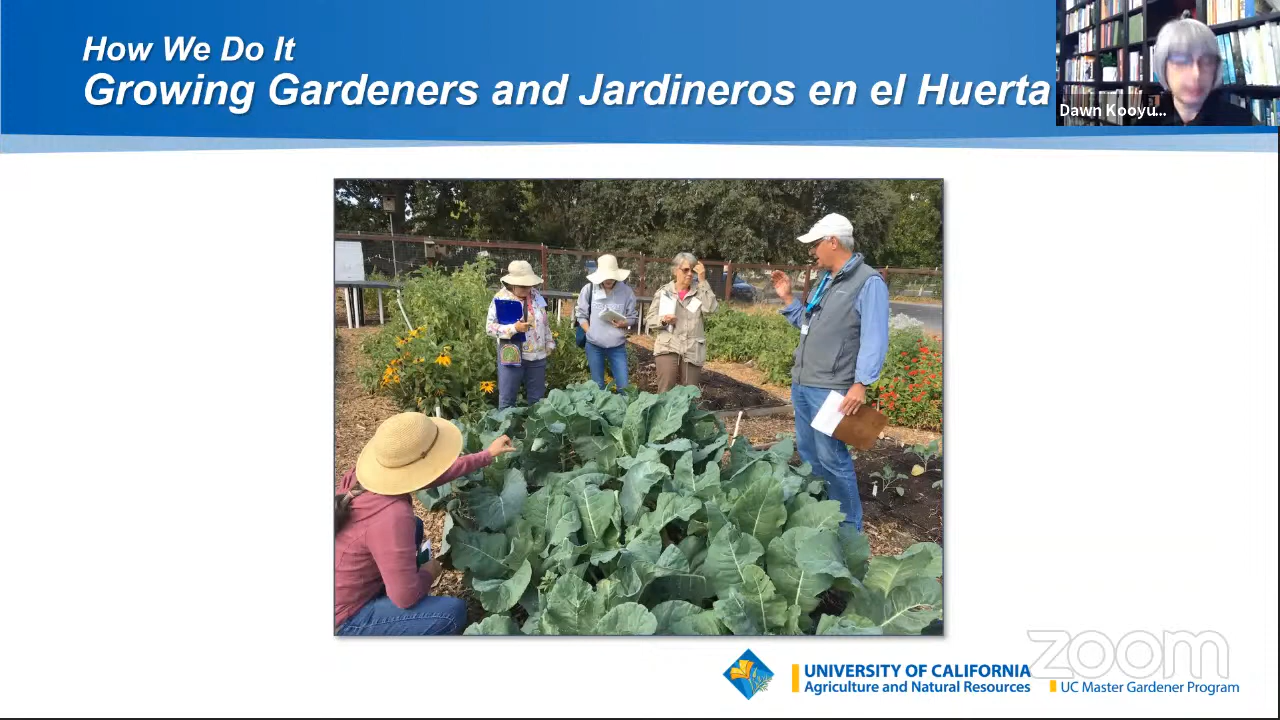 How We Do It
Growing Gardeners and Jardineros en el Huerta
Dawn Kooyu...
zoom
UNIVERSITY OF CALIFORNIA
Agriculture and Natural Resources
UC Master Gardener Program